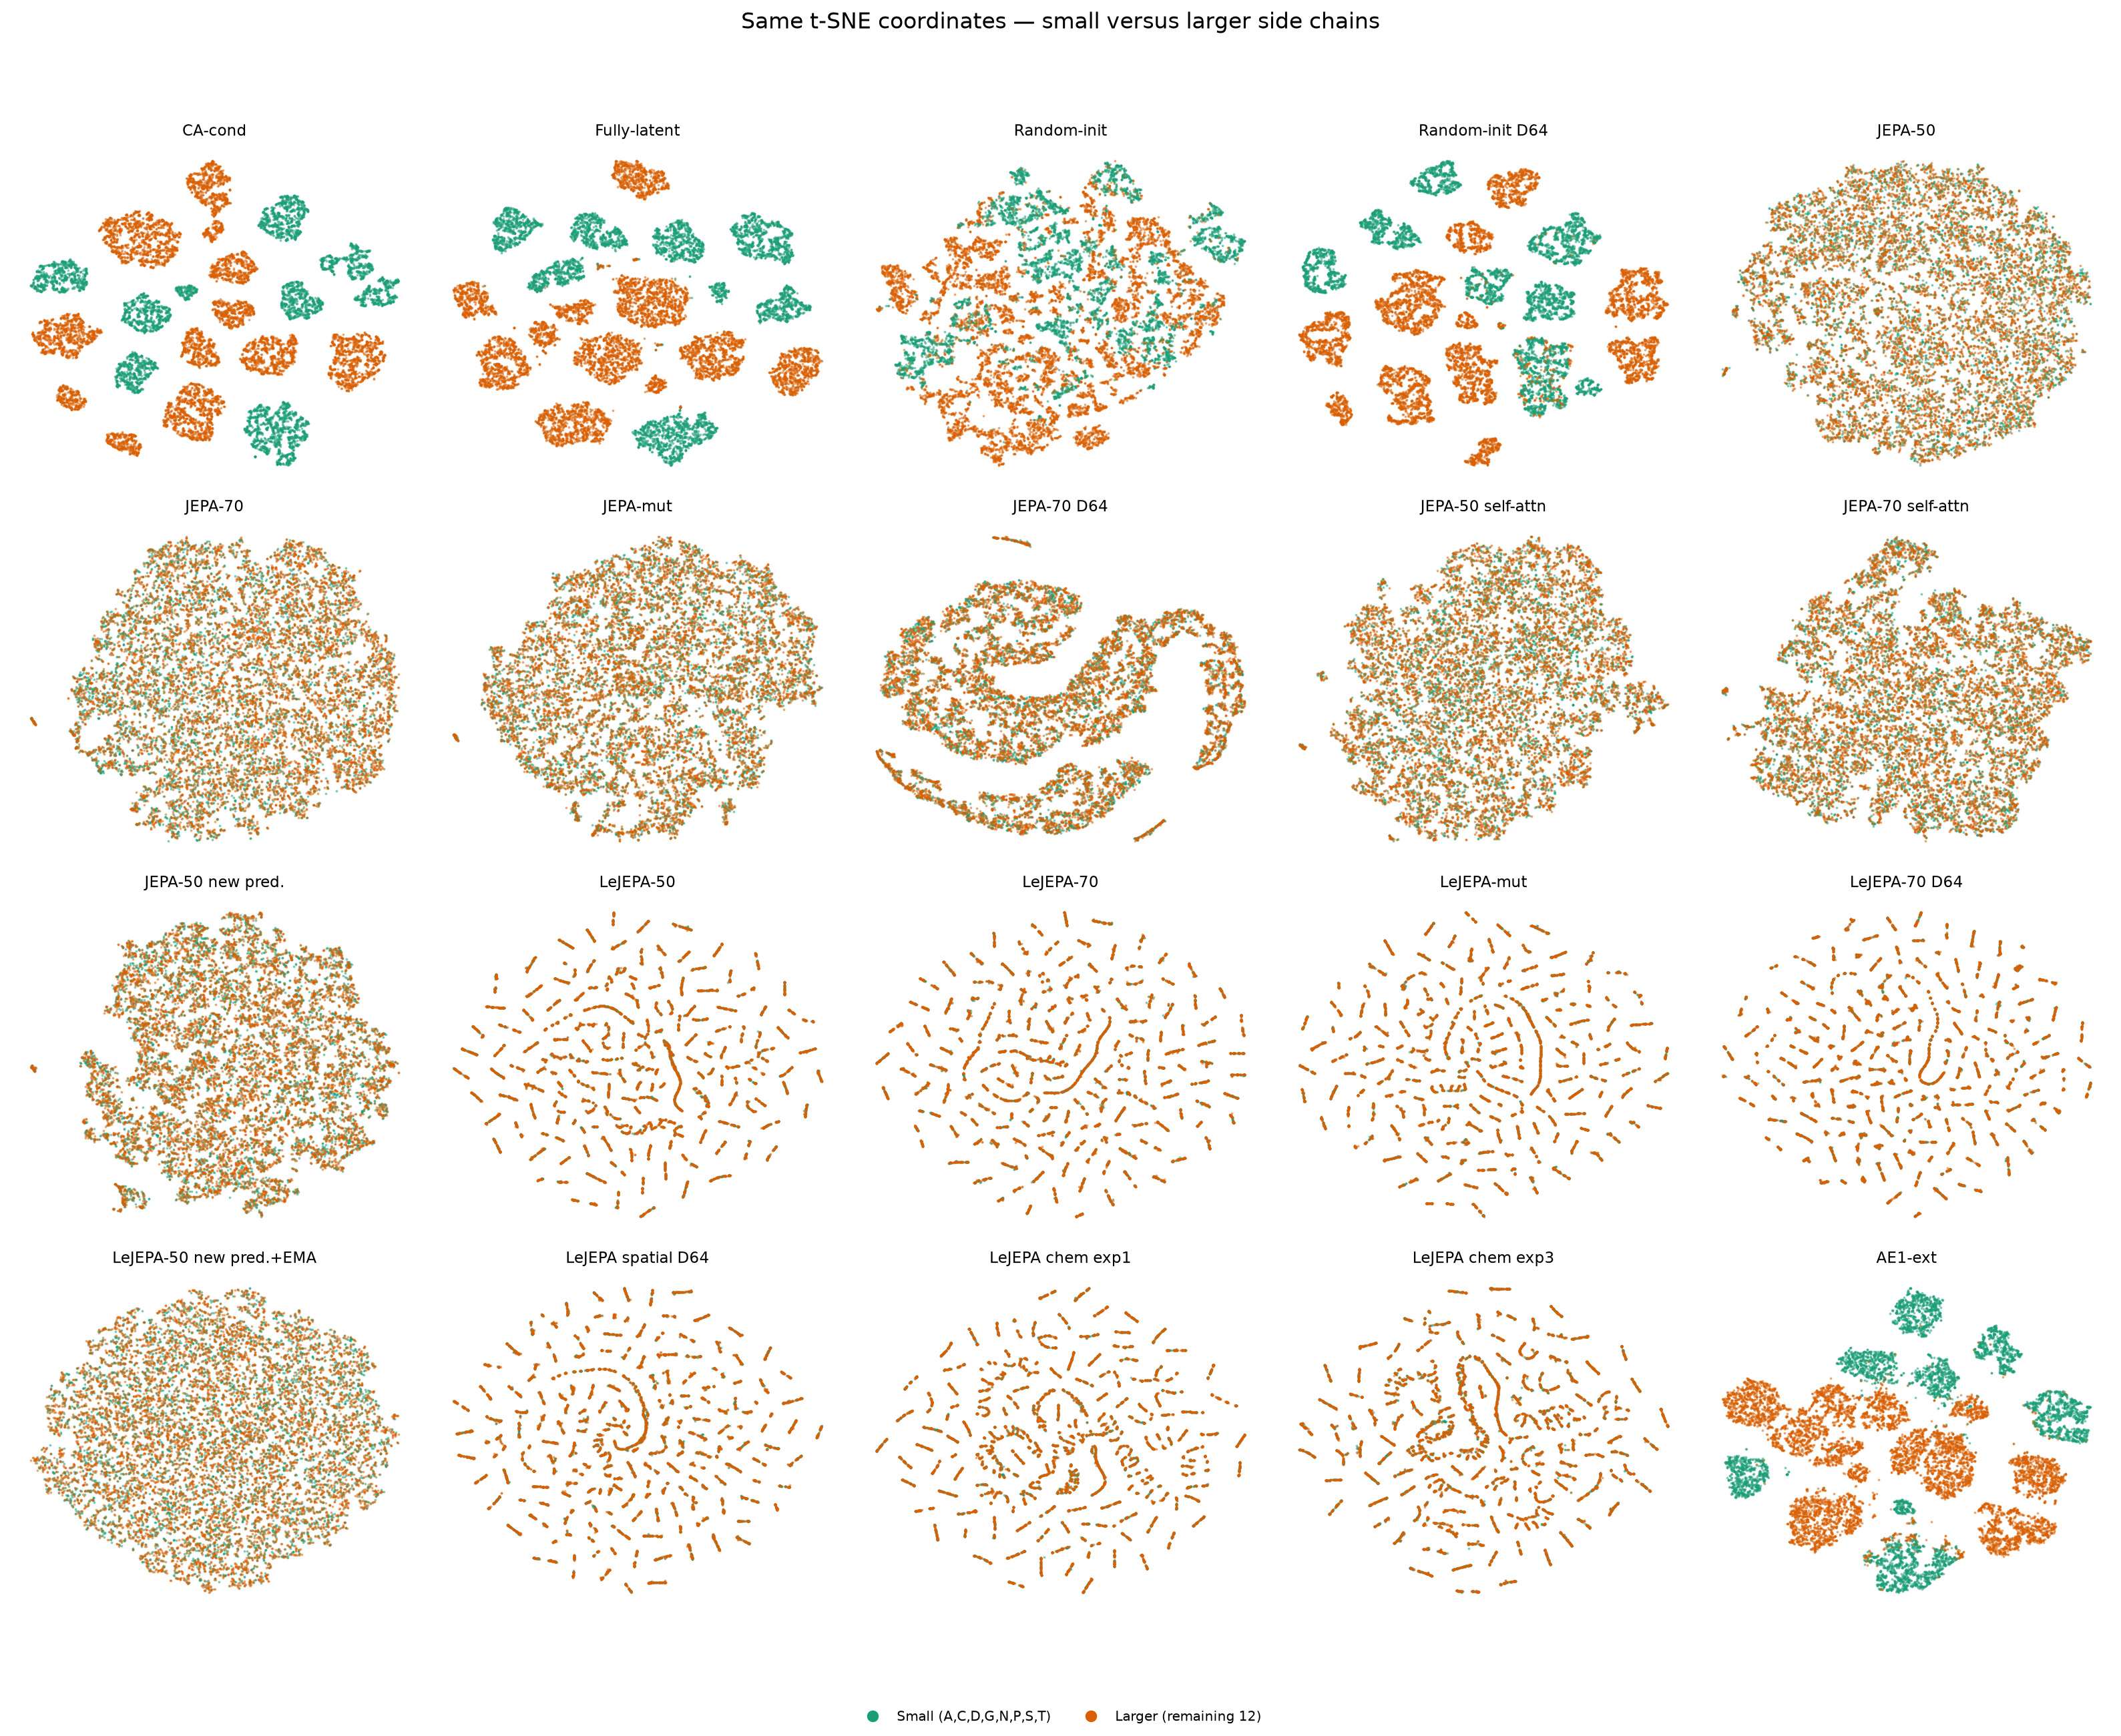 Same t-SNE coordinates — small versus larger side chains
CA-cond
Fully-latent
Random-init
Random-init D64
JEPA-50
JEPA-70
JEPA-mut
JEPA-70 D64
JEPA-50 self-attn
JEPA-70 self-attn
JEPA-50 new pred.
LeJEPA-50
LeJEPA-70
LeJEPA-mut
LeJEPA-70 D64
LeJEPA-50 new pred.+EMA
LeJEPA spatial D64
LeJEPA chem exp1
LeJEPA chem exp3
AE1-ext
Small (A,C,D,G,N,P,S,T)
Larger (remaining 12)